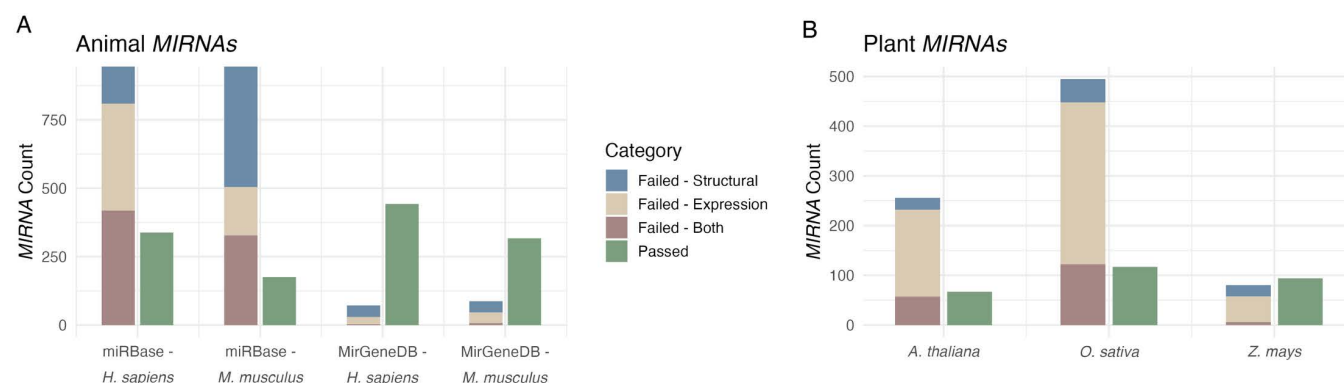 A
Animal MIRNAs
MIRNA Count
750
500
250
0
miRBase -
H. sapiens
miRBase -
M. musculus
MirGeneDB -
H. sapiens
MirGeneDB -
M. musculus
Category
Failed - Structural
Failed - Expression
Failed - Both
Passed
B
Plant MIRNAs
MIRNA Count
500
400
300
200
100
0
A. thaliana
O. sativa
Z. mays